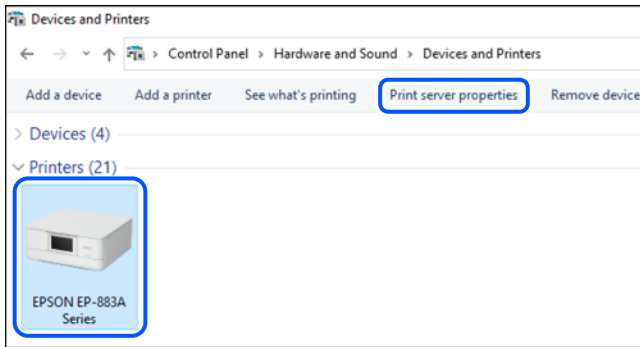 Devices and Printers
Control Panel > Hardware and Sound > Devices and Printers
Add a device Add a printer See what's printing Print server properties Remove device
Devices (4)
Printers (21)
EPSON EP-883A
Series